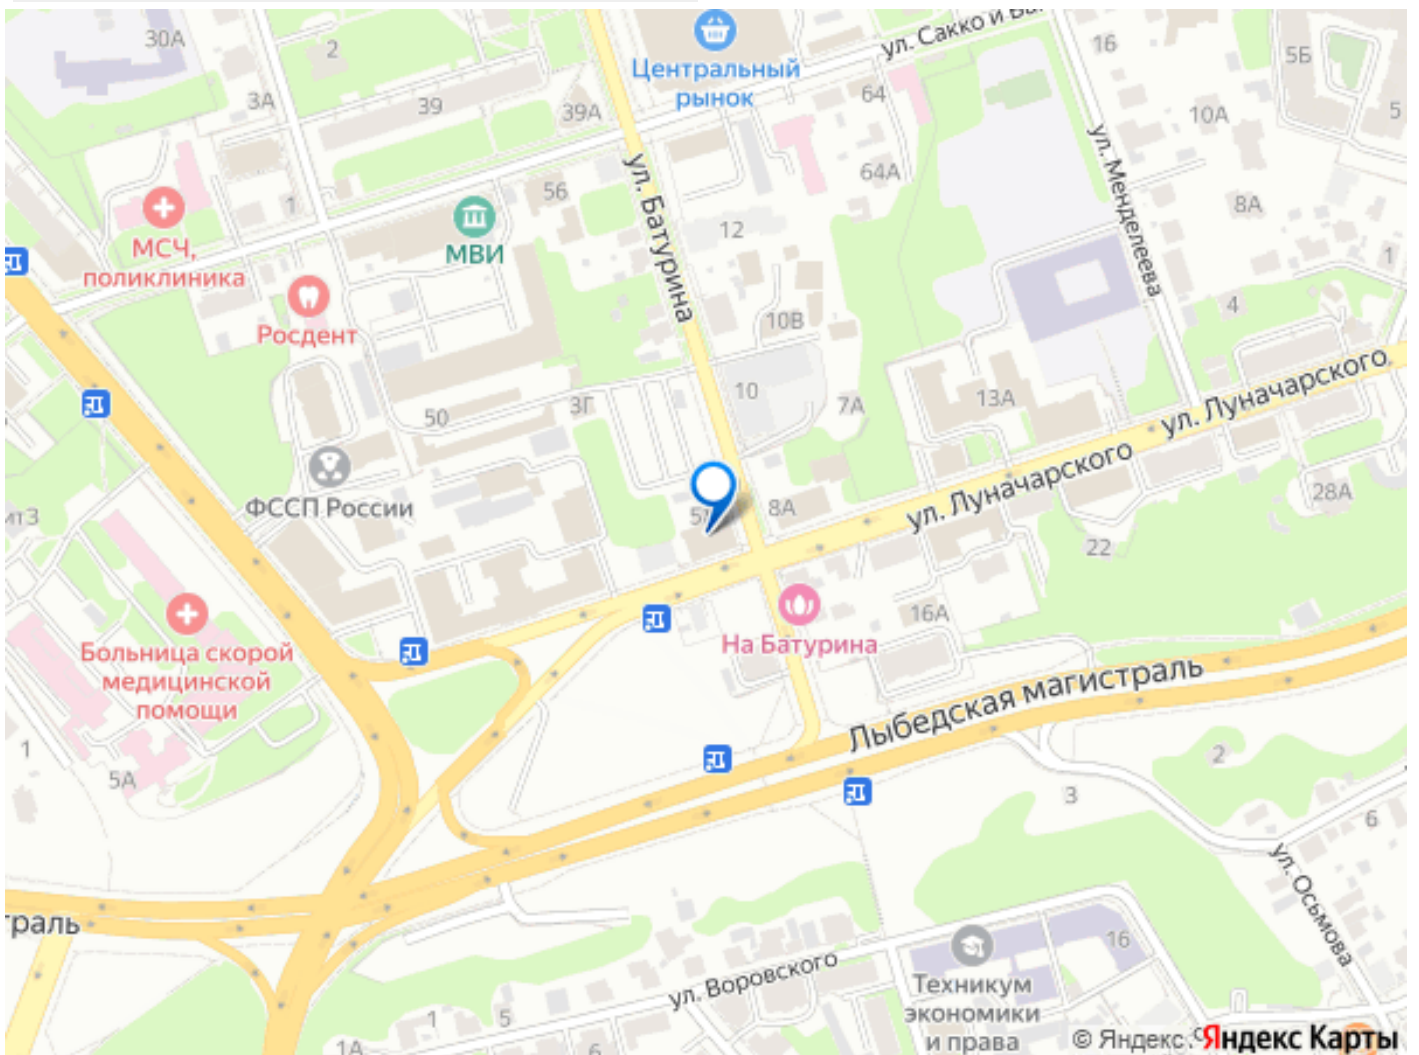 30А
2
Центральный
рынок
ул. Сакко и Ва
16
5Б
3А
39
39А
64
10А
5
ул. Менделеева
ул. Батурина
64А
56
1
8А
МСЧ,
поликлиника
МВИ
12
1
4
Росдент
10В
10
ул. Луначарского
3Г
7А
13А
50
ул. Луначарского
ФССП России
8А
28А
22
16А
На Батурина
Больница скорой
медицинской
помощи
Лыбедская магистраль
1
5А
2
3
6
ул. Осьмова
траль
16
ул. Воровского
Техникум
экономики
и права
1
5
1А
6
© Яндекс
Яндекс Карты